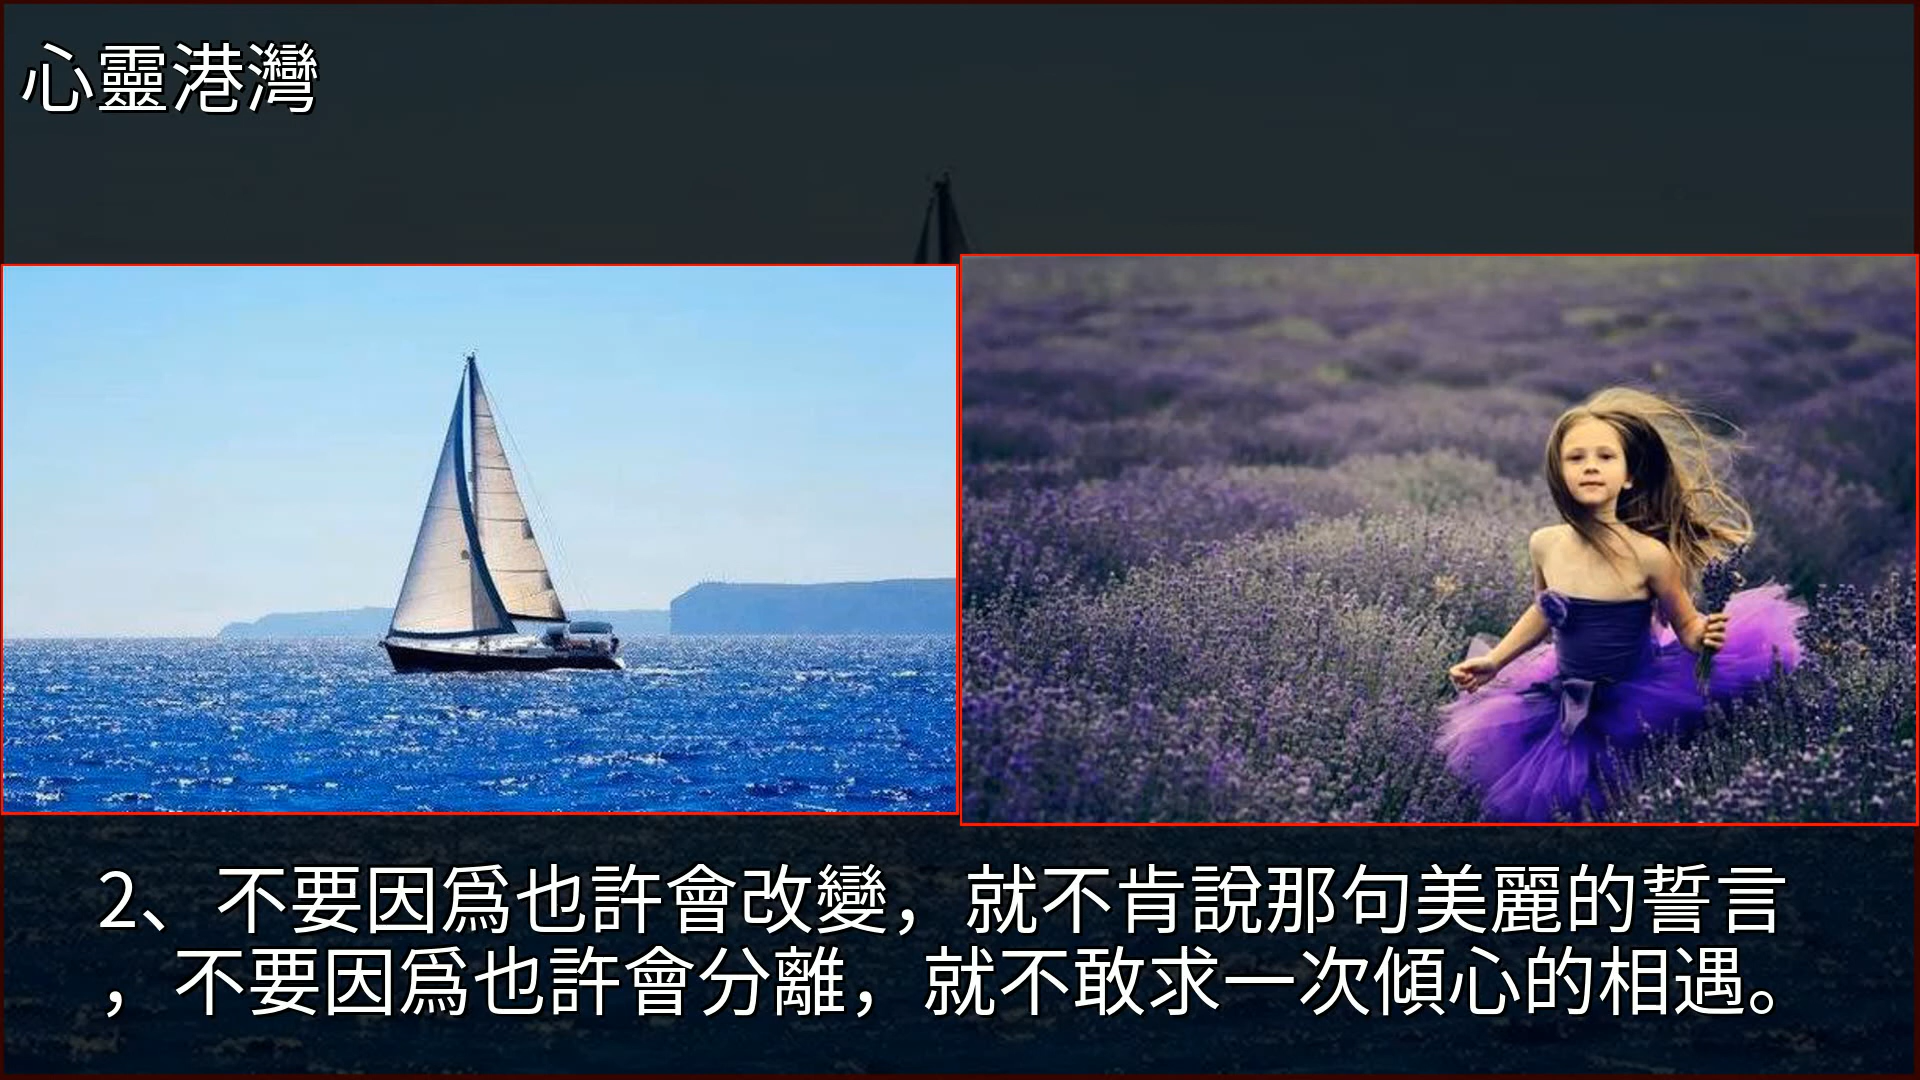 心靈港灣
2、不要因爲也許會改變，就不肯說那句美麗的誓言
，不要因爲也許會分離，就不敢求一次傾心的相遇。